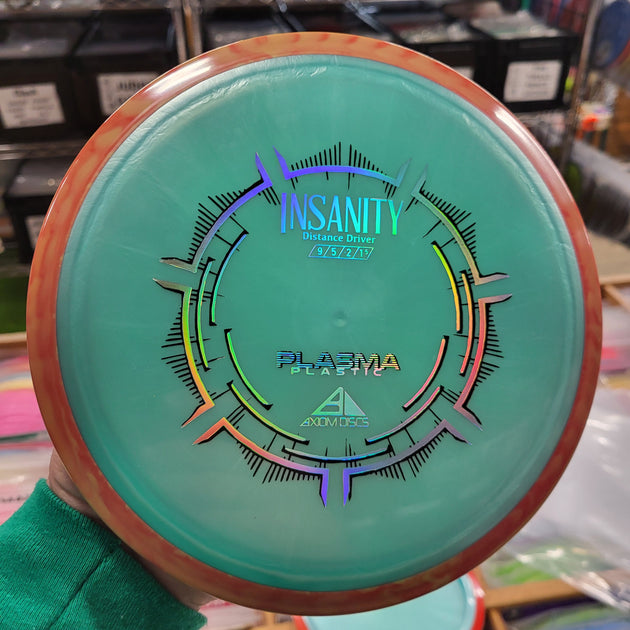 INSANITY
Distance Driver
9/5/2/1.5
PLASMA
PLASTIC
AXIOM DISCS